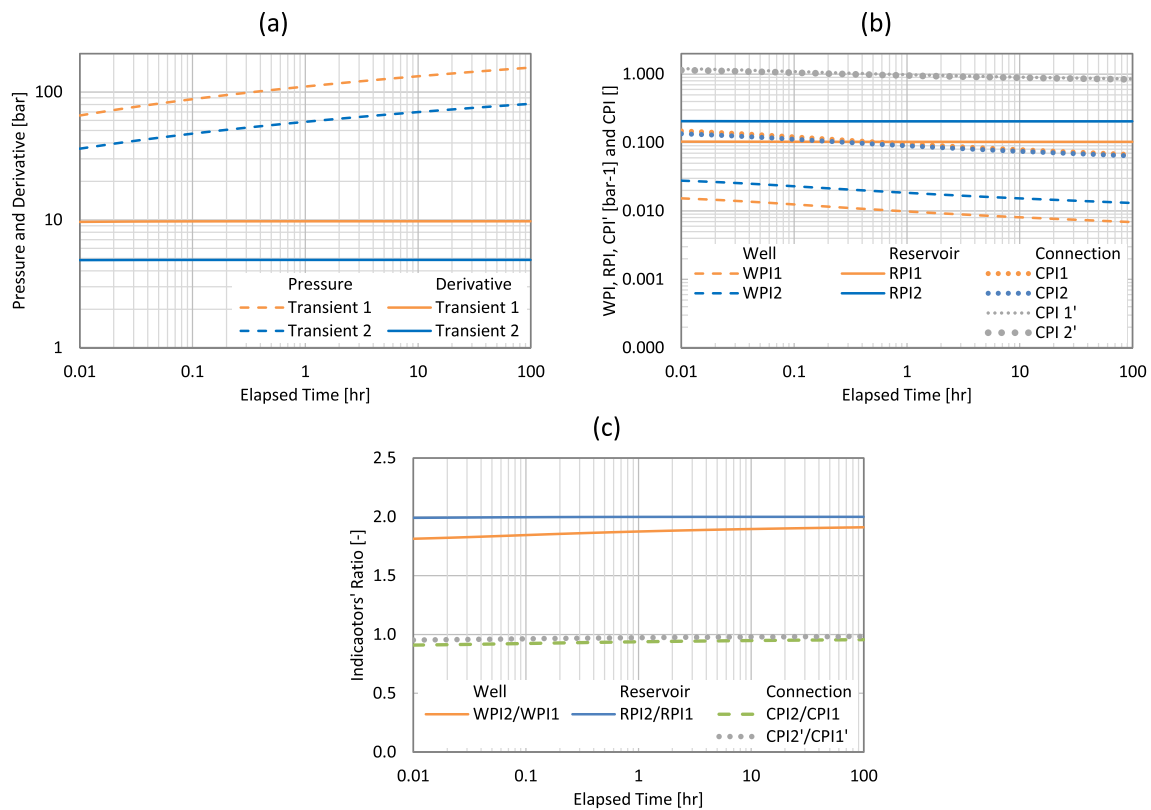 (a)
Pressure and Derivative [bar]
100
10
1
Pressure Derivative
Transient 1 Transient 1
Transient 2 Transient 2
0.01 0.1 1 10 100
Elapsed Time [hr]
(b)
WPI, RPI, CPI' [bar-1] and CPI []
1.000
0.100
0.010
0.001
0.000
Well Reservoir Connection
WPI1 RPI1 CPI1
WPI2 RPI2 CPI2
CPI 1'
CPI 2'
0.01 0.1 1 10 100
Elapsed Time [hr]
(c)
Indicaotors' Ratio [-]
2.5
2.0
1.5
1.0
0.5
0.0
Well Reservoir Connection
WPI2/WPI1 RPI2/RPI1 CPI2/CPI1
CPI2'/CPI1'
0.01 0.1 1 10 100
Elapsed Time [hr]